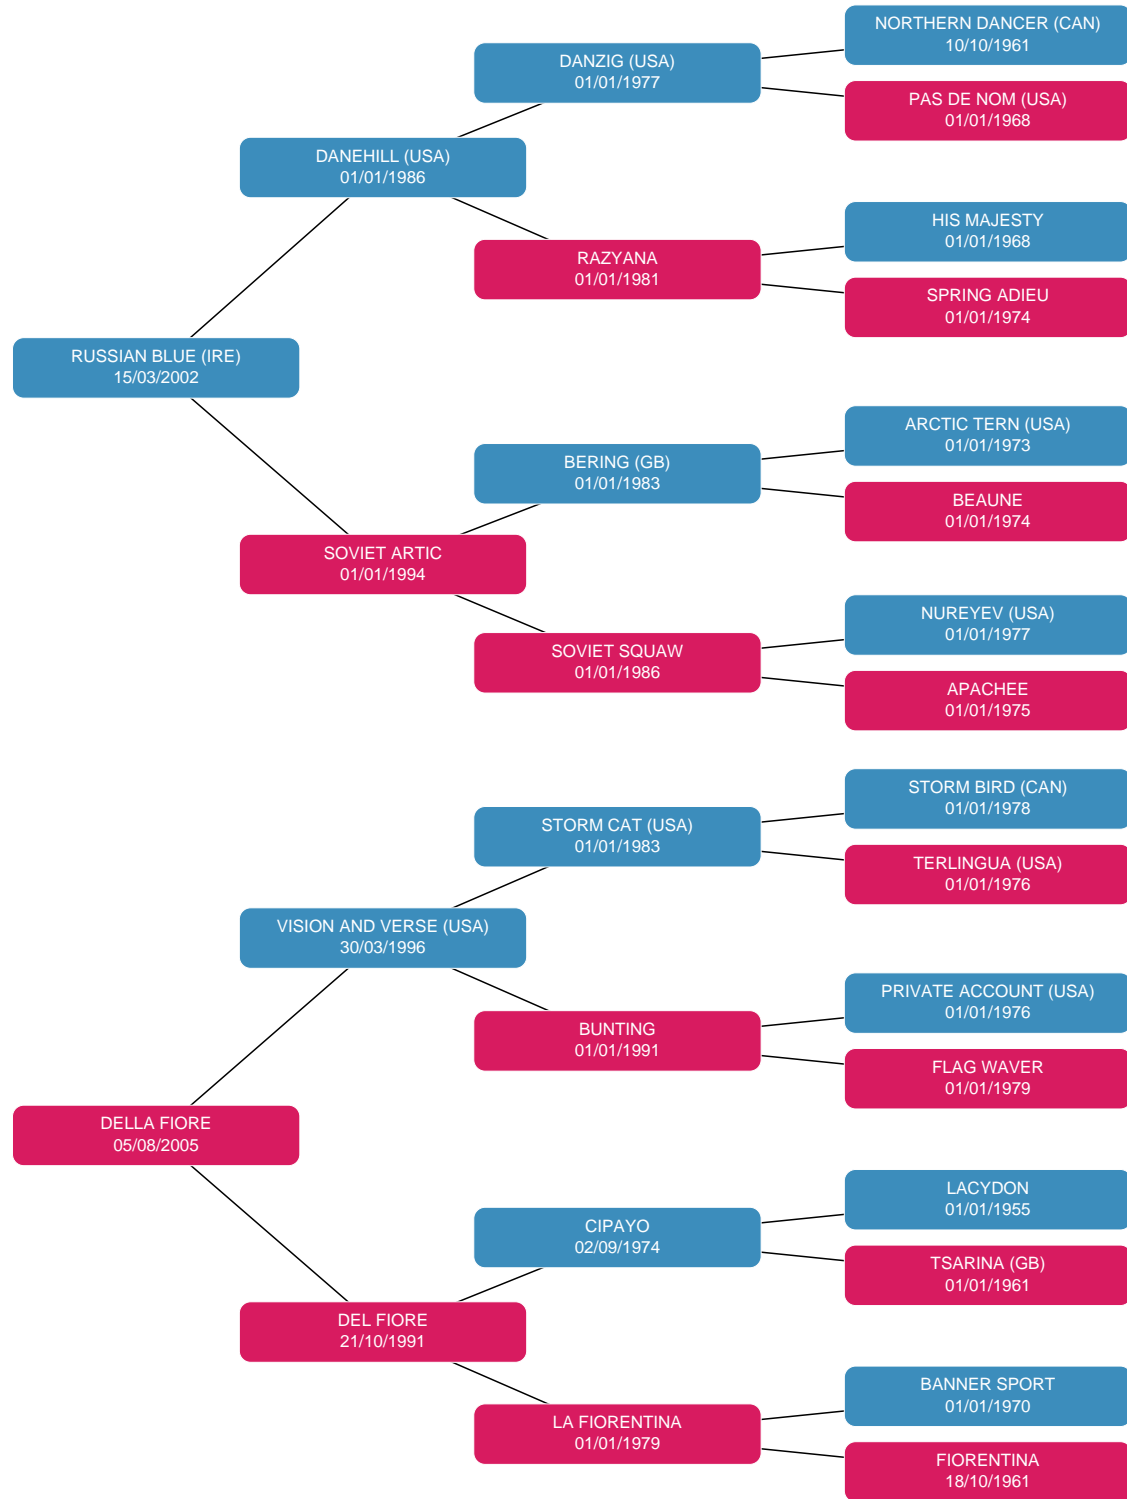 NORTHERN DANCER (CAN)
10/10/1961
DANZIG (USA)
01/01/1977
PAS DE NOM (USA)
01/01/1968
DANEHILL (USA)
01/01/1986
HIS MAJESTY
01/01/1968
RAZYANA
01/01/1981
SPRING ADIEU
01/01/1974
RUSSIAN BLUE (IRE)
15/03/2002
ARCTIC TERN (USA)
01/01/1973
BERING (GB)
01/01/1983
BEAUNE
01/01/1974
SOVIET ARTIC
01/01/1994
NUREYEV (USA)
01/01/1977
SOVIET SQUAW
01/01/1986
APACHEE
01/01/1975
STORM BIRD (CAN)
01/01/1978
STORM CAT (USA)
01/01/1983
TERLINGUA (USA)
01/01/1976
VISION AND VERSE (USA)
30/03/1996
PRIVATE ACCOUNT (USA)
01/01/1976
BUNTING
01/01/1991
FLAG WAVER
01/01/1979
DELLA FIORE
05/08/2005
LACYDON
01/01/1955
CIPAYO
02/09/1974
TSARINA (GB)
01/01/1961
DEL FIORE
21/10/1991
BANNER SPORT
01/01/1970
LA FIORENTINA
01/01/1979
FIORENTINA
18/10/1961